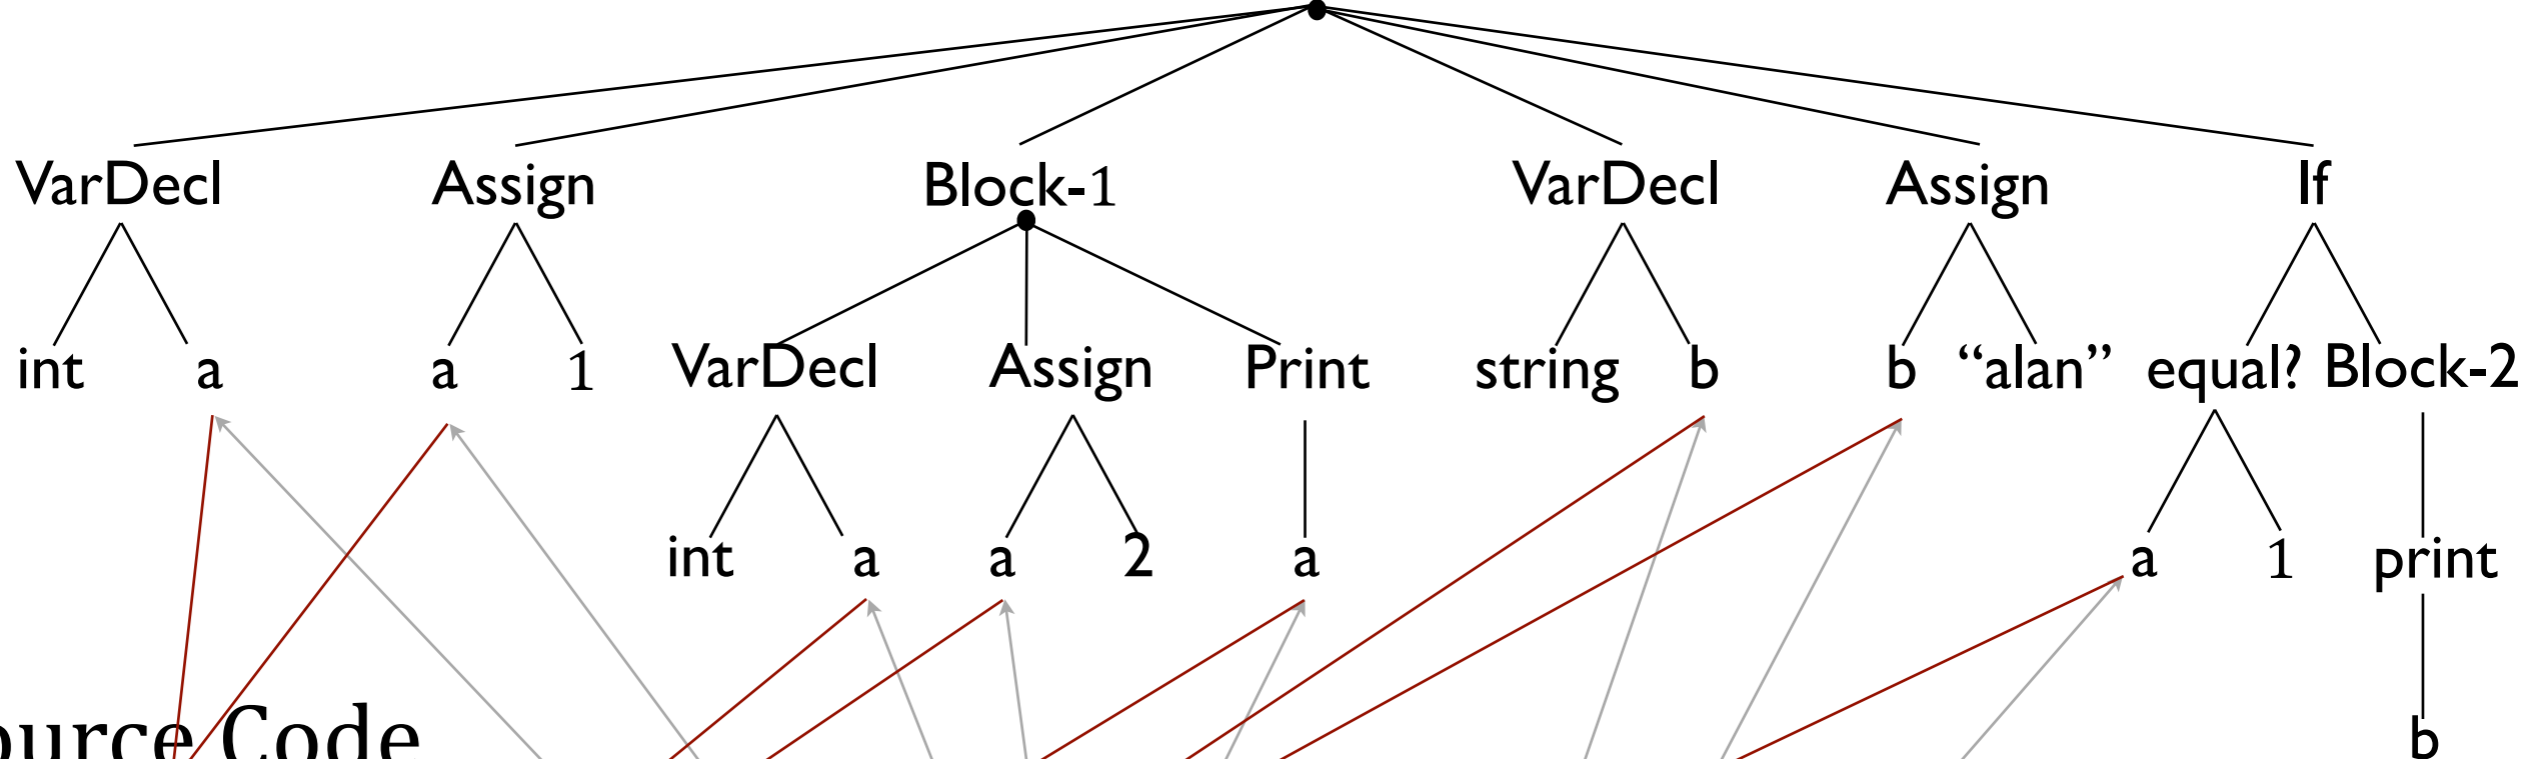 VarDecl Assign Block-1 VarDecl Assign If
int a a 1 VarDecl Assign Print string b b “alan” equal? Block-2
int a a 2 a a 1 print
Code b